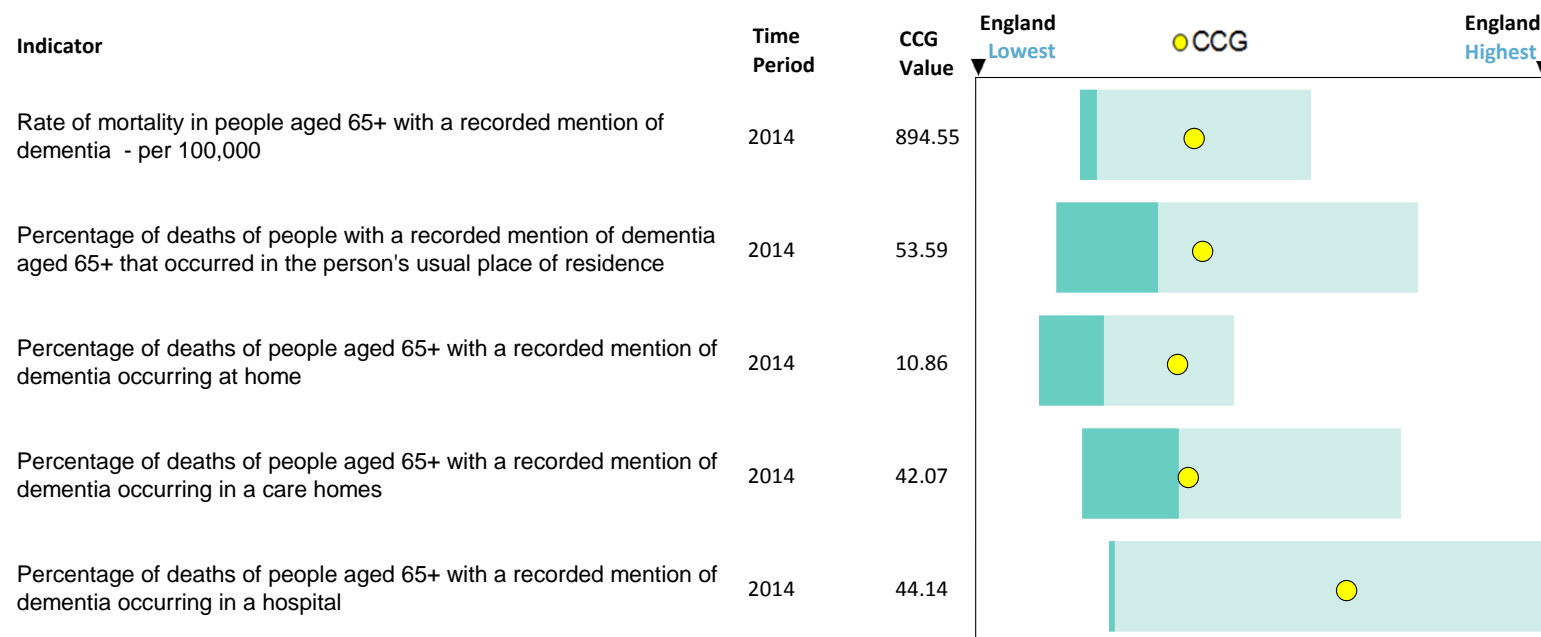 Indicator
Time
Period
CCG
Value
England
Lowest
CCG
England
Highest
Rate of mortality in people aged 65+ with a recorded mention of
dementia - per 100,000
2014
894.55
Percentage of deaths of people with a recorded mention of dementia
aged 65+ that occurred in the person's usual place of residence
2014
53.59
Percentage of deaths of people aged 65+ with a recorded mention of
dementia occurring at home
2014
10.86
Percentage of deaths of people aged 65+ with a recorded mention of
dementia occurring in a care homes
2014
42.07
Percentage of deaths of people aged 65+ with a recorded mention of
dementia occurring in a hospital
2014
44.14